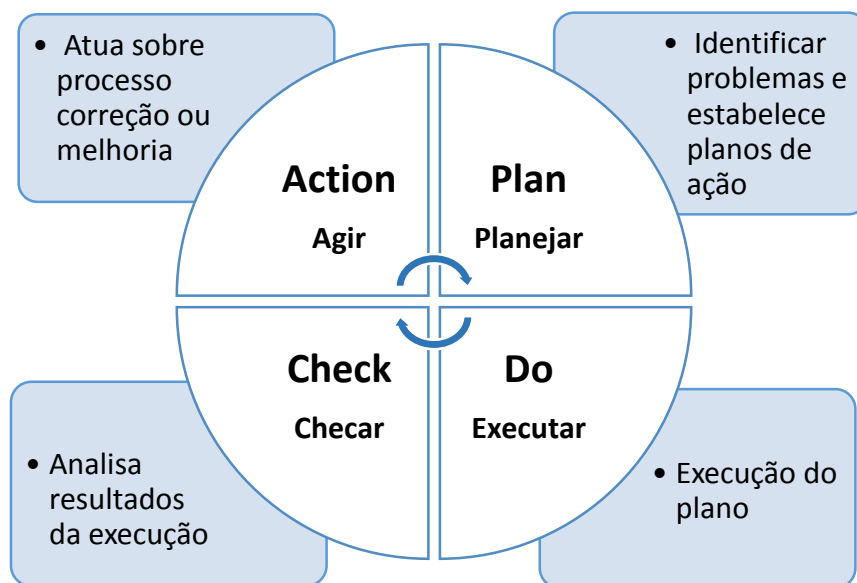 • Atua sobre
processo
correção ou
melhoria
• Identificar
problemas e
estabelece
planos de
ação
Action
Agir
Plan
Planejar
Check
Checar
Do
Executar
• Analisa
resultados
da execução
• Execução do
plano